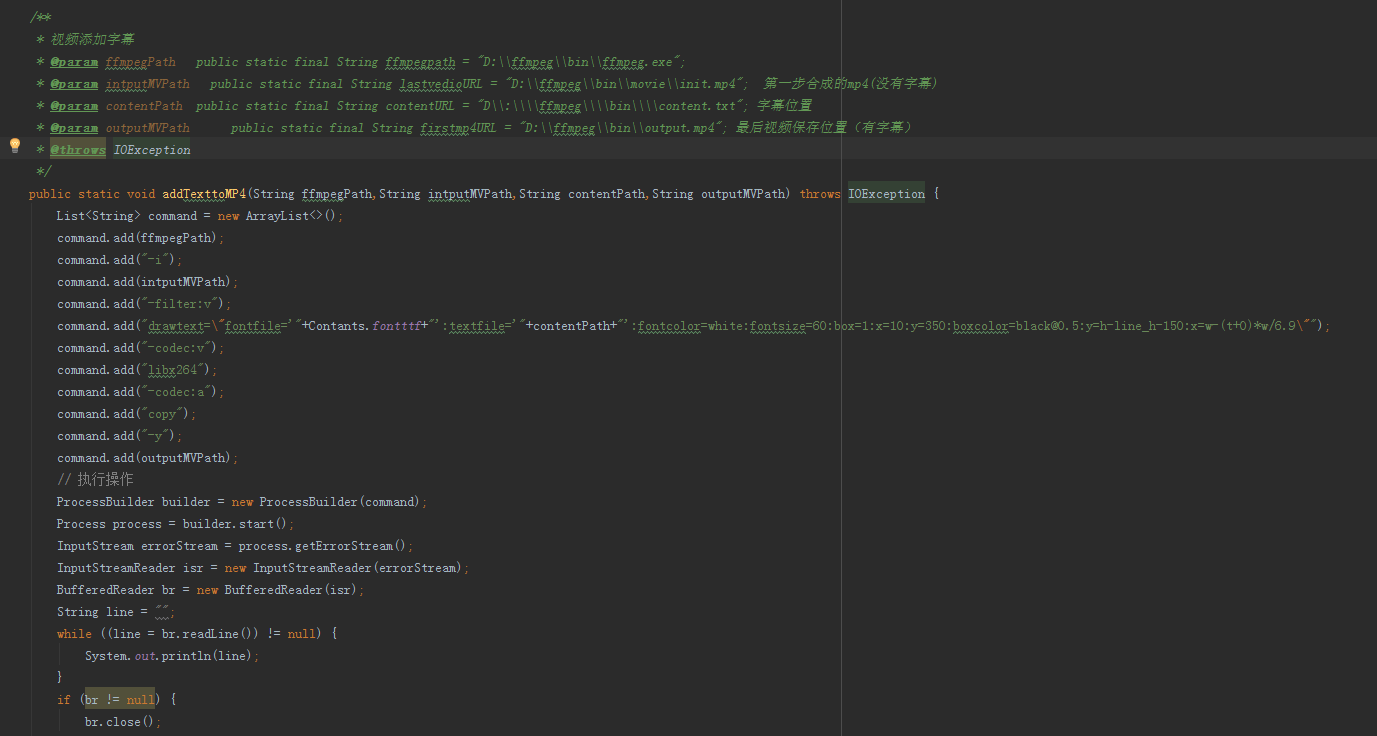 /**
* 视频添加字幕
* @param ffmpegPath public static final String ffmpegpath = "D:\\ffmpeg\\bin\\ffmpeg.exe";
* @param intputMVPath public static final String lastvedioURL = "D:\\ffmpeg\\bin\\movie\\init.mp4"; 第一步合成的mp4(没有字幕)
* @param contentPath public static final String contentURL = "D\\:\\\\ffmpeg\\\\bin\\\\content.txt"; 字幕位置
* @param outputMVPath public static final String firstmp4URL = "D:\\ffmpeg\\bin\\output.mp4"; 最后视频保存位置（有字幕）
* @throws IOException
*/
public static void addTexttoMP4(String ffmpegPath,String intputMVPath,String contentPath,String outputMVPath) throws IOException {
List<String> command = new ArrayList<>();
command.add(ffmpegPath);
command.add("-i");
command.add(intputMVPath);
command.add("-filter:v");
command.add("drawtext=\"fontfile='"+Contants.fontttf+"':textfile='"+contentPath+"':fontcolor=white:fontsize=60:box=1:x=10:y=350:boxcolor=black@0.5:y=h-line_h-150:x=w-(t+0)*w/6.9\"");
command.add("-codec:v");
command.add("libx264");
command.add("-codec:a");
command.add("copy");
command.add("-y");
command.add(outputMVPath);
// 执行操作
ProcessBuilder builder = new ProcessBuilder(command);
Process process = builder.start();
InputStream errorStream = process.getErrorStream();
InputStreamReader isr = new InputStreamReader(errorStream);
BufferedReader br = new BufferedReader(isr);
String line = "";
while ((line = br.readLine()) != null) {
System.out.println(line);
}
if (br != null) {
br.close();